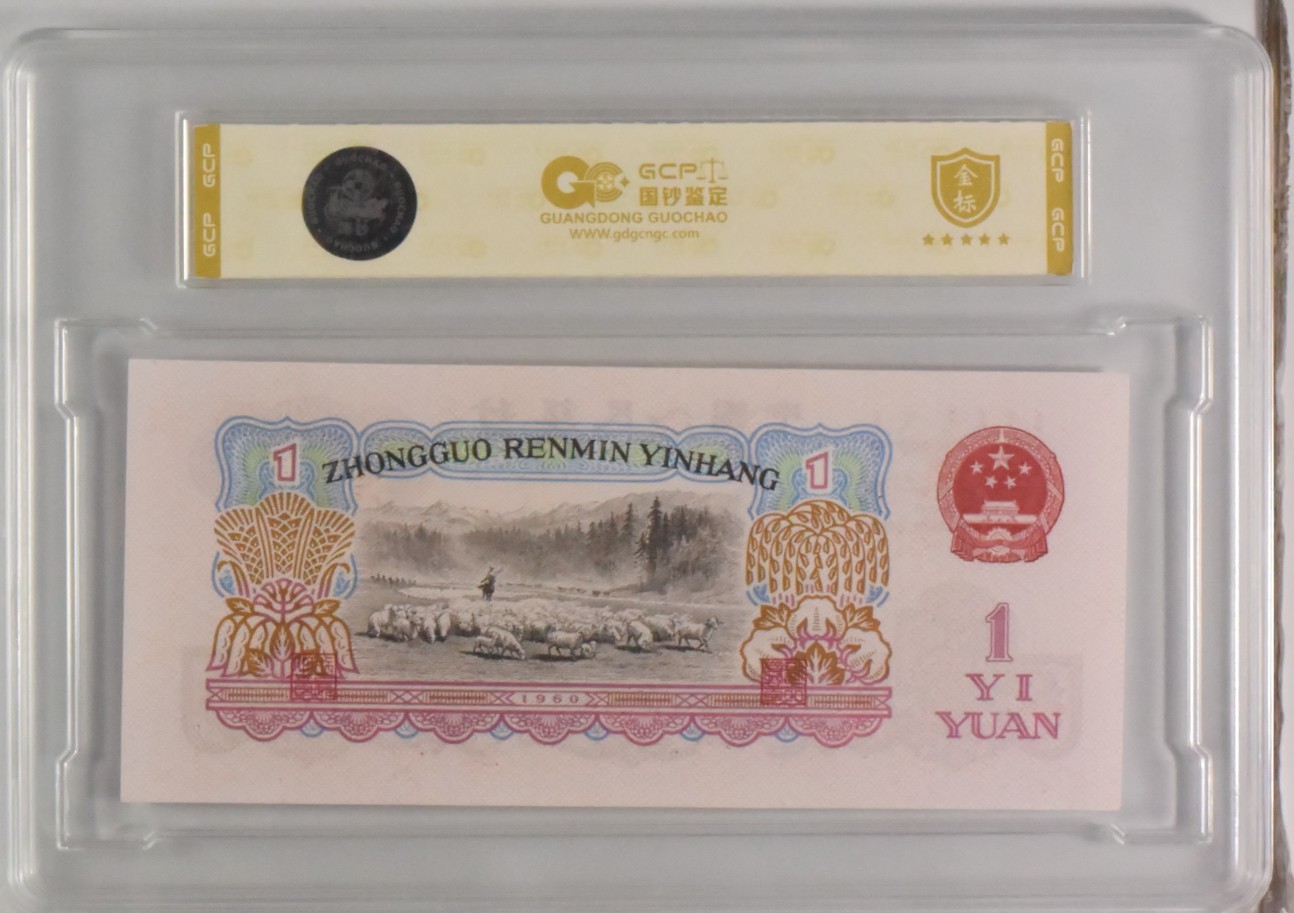 GCP GCP
GCP
国钞鉴定
GUANGDONG GUOCHAO
WWW.gdgcngc.com
金
标
GCP GCP
1
ZHONGGUO RENMIN YINHANG
1
1960
1
YI
YUAN